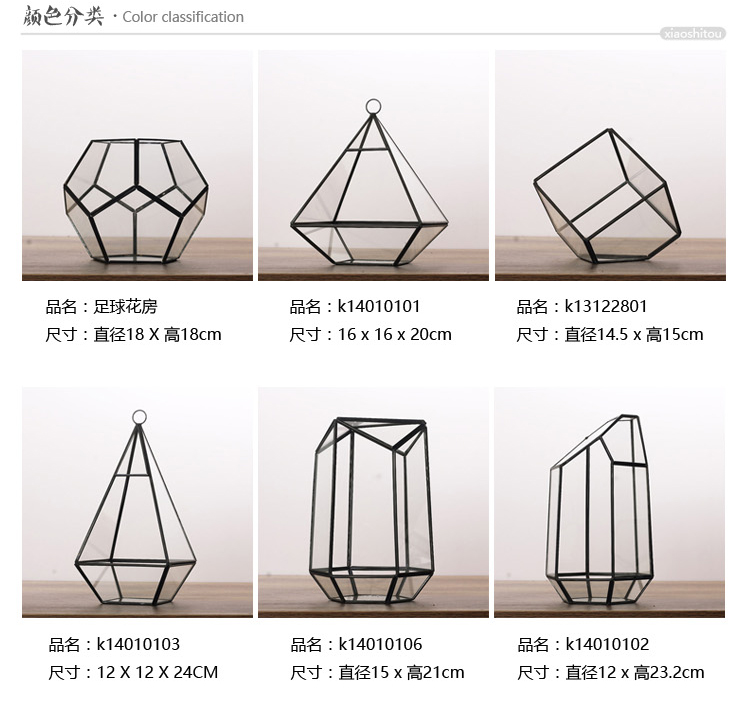 颜色分类 · Color classification
xiaoshitou
品名：足球花房
尺寸：直径18 X 高18cm
品名：k14010101
尺寸：16 x 16 x 20cm
品名：k13122801
尺寸：直径14.5 x 高15cm
品名：k14010103
尺寸：12 X 12 X 24CM
品名：k14010106
尺寸：直径15 x 高21cm
品名：k14010102
尺寸：直径12 x 高23.2cm